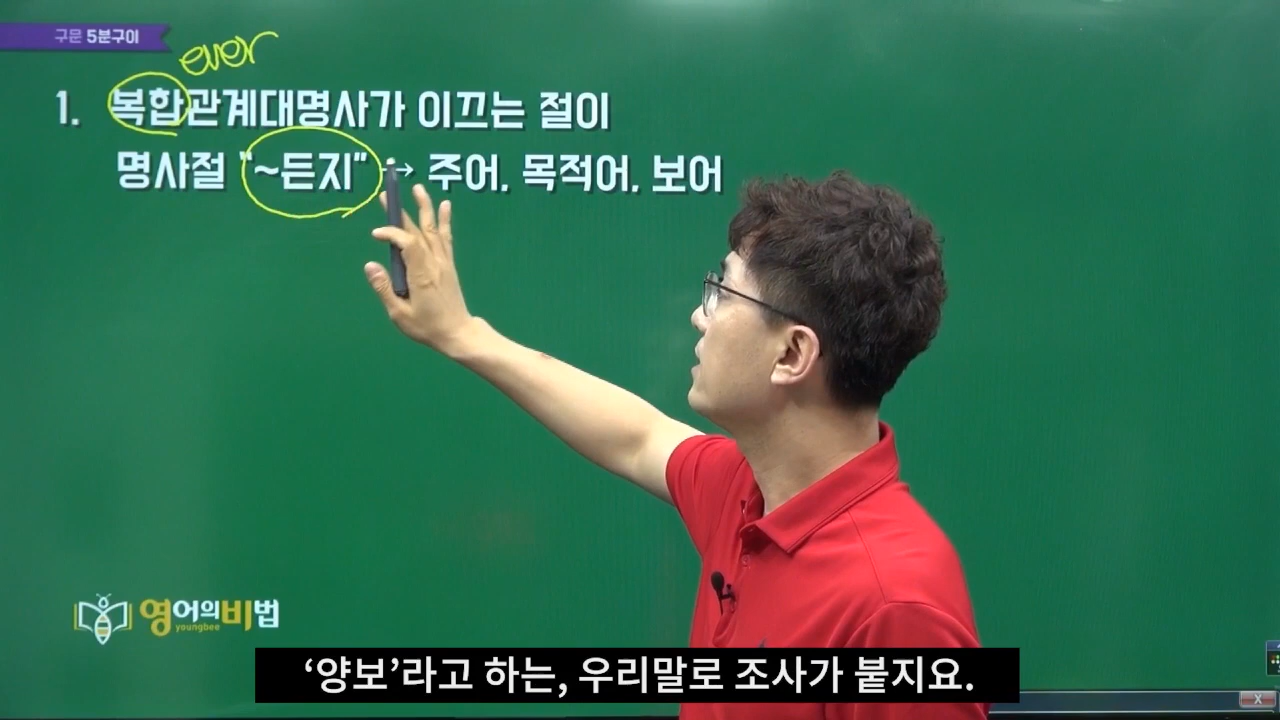 구문 5분구이
ever
1. 복합관계대명사가 이끄는 절이
명사절 "~든지" → 주어, 목적어, 보어
영어의비법
youngbee
‘양보’라고 하는, 우리말로 조사가 붙지요.
X